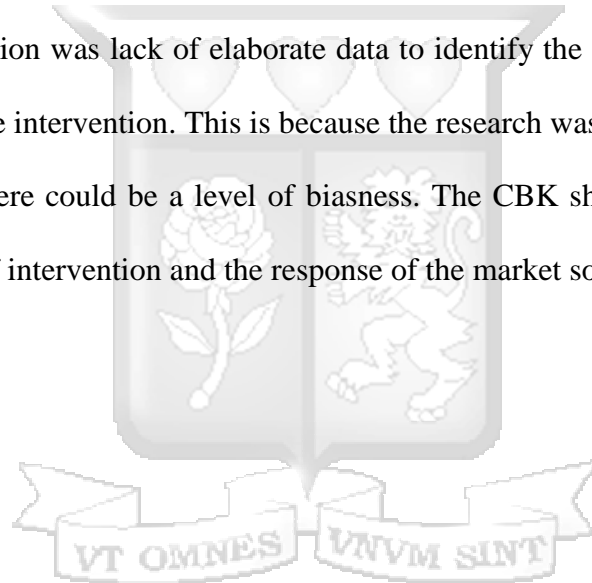 ion was lack of elaborate data to identify the
e intervention. This is because the research was
ere could be a level of biasness. The CBK sh
f intervention and the response of the market so
VT OMNES VNVM SINT